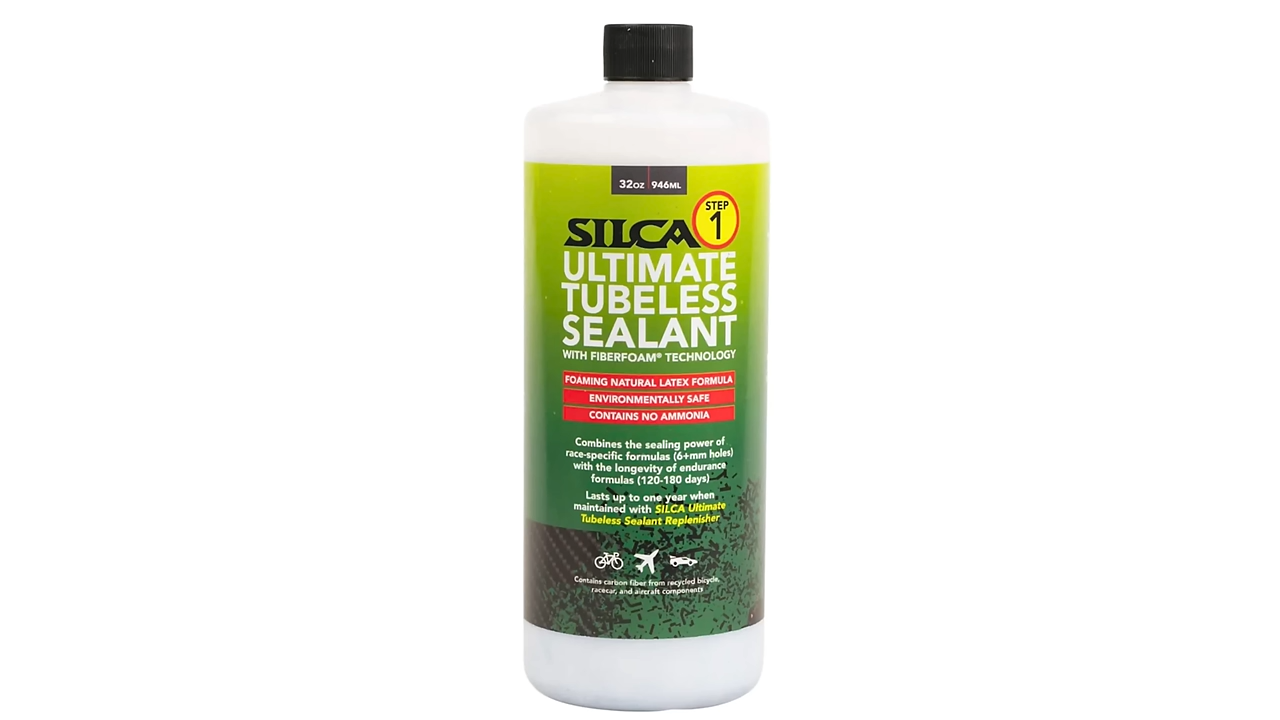 32OZ | 946ML
STEP
1
SILCA
ULTIMATE
TUBELESS
SEALANT
WITH FIBERFOAM® TECHNOLOGY
FOAMING NATURAL LATEX FORMULA
ENVIRONMENTALLY SAFE
CONTAINS NO AMMONIA
Combines the sealing power of
race-specific formulas (6+mm holes)
with the longevity of endurance
formulas (120-180 days)
Lasts up to one year when
maintained with SILCA Ultimate
Tubeless Sealant Replenisher
Contains carbon fiber from recycled bicycle,
racecar, and aircraft components